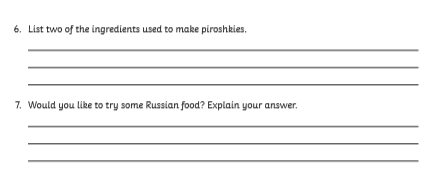 6. List two of the ingredients used to make piroshkies.
7. Would you like to try some Russian food? Explain your answer.